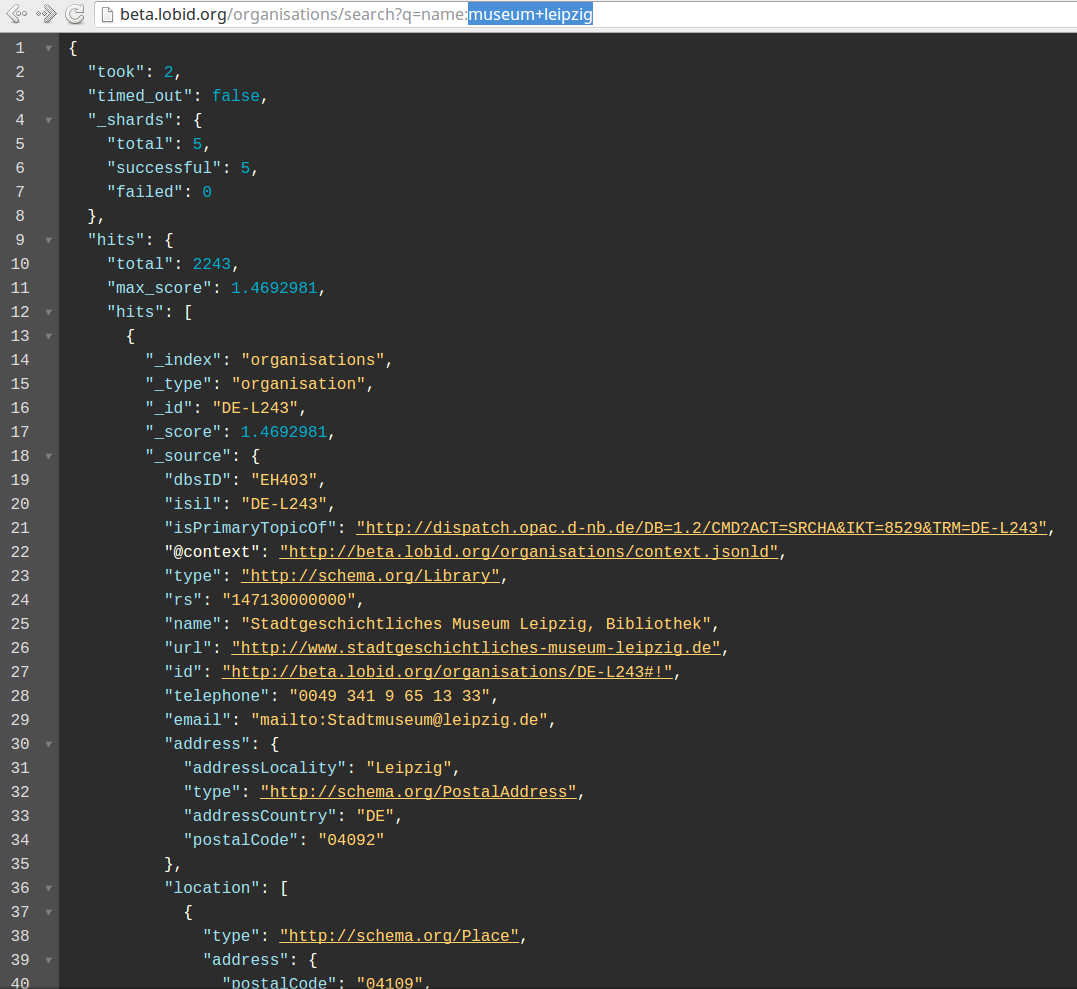 beta.lobid.org/organisations/search?q=name:museum+leipzig
1 {
2 "took": 2,
3 "timed_out": false,
4 "_shards": {
5 "total": 5,
6 "successful": 5,
7 "failed": 0
8 },
9 "hits": {
10 "total": 2243,
11 "max_score": 1.4692981,
12 "hits": [
13 {
14 "_index": "organisations",
15 "_type": "organisation",
16 "_id": "DE-L243",
17 "_score": 1.4692981,
18 "_source": {
19 "dbsID": "EH403",
20 "isil": "DE-L243",
21 "isPrimaryTopicOf": "http://dispatch.opac.d-nb.de/DB=1.2/CMD?ACT=SRCHA&IKT=8529&TRM=DE-L243",
22 "@context": "http://beta.lobid.org/organisations/context.jsonld",
23 "type": "http://schema.org/Library",
24 "rs": "147130000000",
25 "name": "Stadtgeschichtliches Museum Leipzig, Bibliothek",
26 "url": "http://www.stadtgeschichtliches-museum-leipzig.de",
27 "id": "http://beta.lobid.org/organisations/DE-L243#!",
28 "telephone": "0049 341 9 65 13 33",
29 "email": "mailto:Stadtmuseum@leipzig.de",
30 "address": {
31 "addressLocality": "Leipzig",
32 "type": "http://schema.org/PostalAddress",
33 "addressCountry": "DE",
34 "postalCode": "04092"
35 },
36 "location": [
37 {
38 "type": "http://schema.org/Place",
39 "address": {
40 "postalCode": "04109",